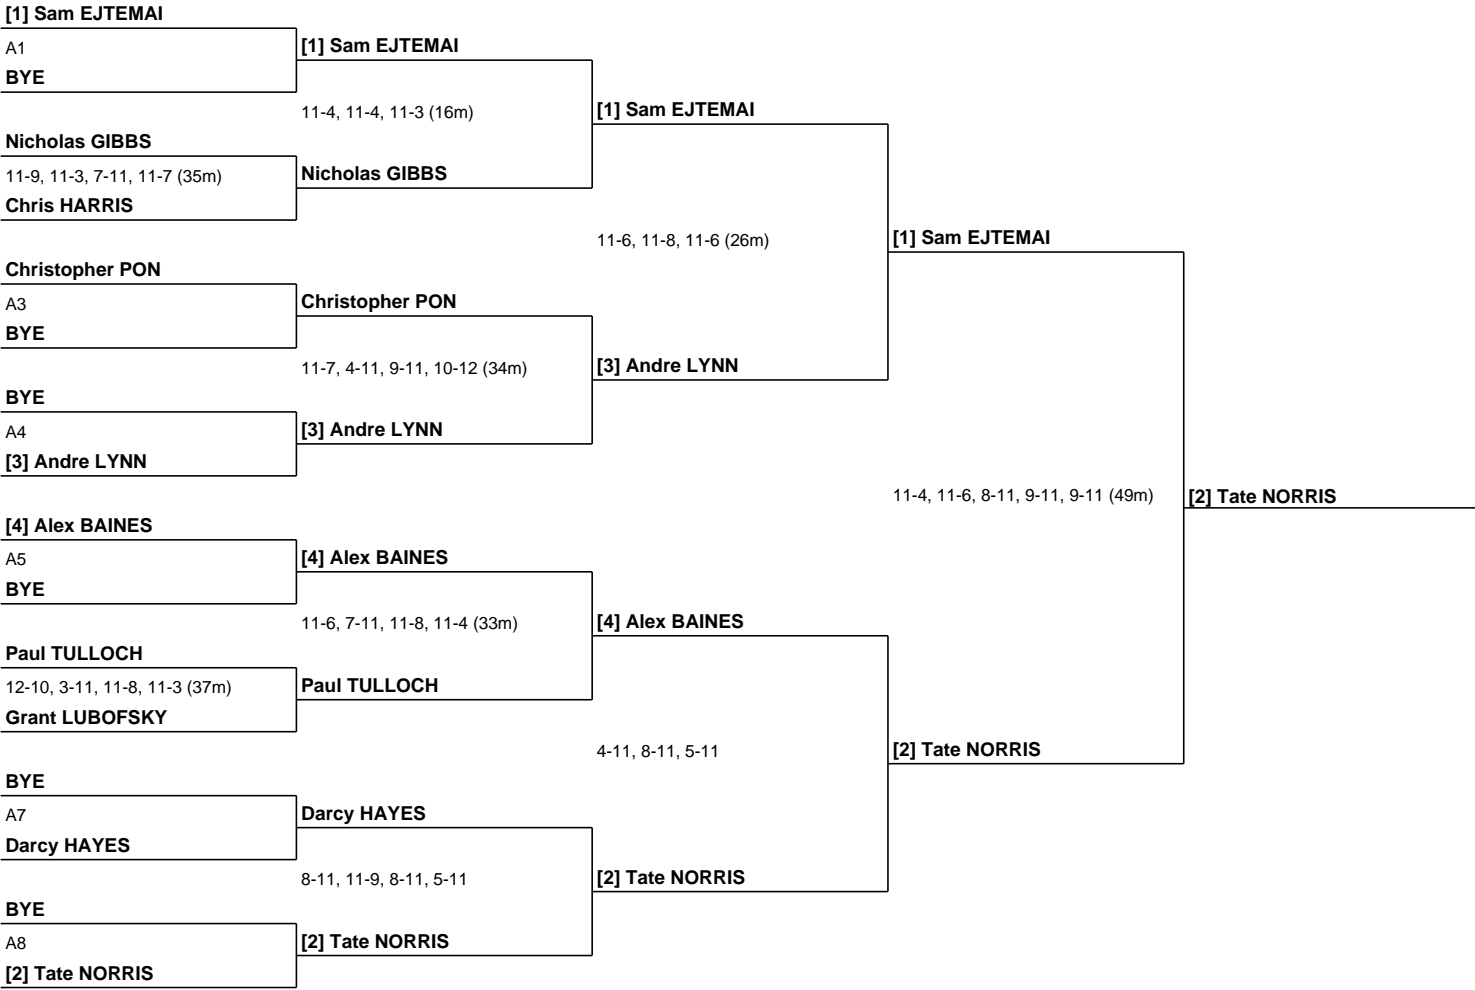 [1] Sam EJTEMAI
A1
BYE
Nicholas GIBBS
11-9, 11-3, 7-11, 11-7 (35m)
Chris HARRIS
Christopher PON
A3
BYE
BYE
A4
[3] Andre LYNN
[4] Alex BAINES
A5
BYE
Paul TULLOCH
12-10, 3-11, 11-8, 11-3 (37m)
Grant LUBOFSKY
BYE
A7
Darcy HAYES
BYE
A8
[2] Tate NORRIS
[1] Sam EJTEMAI
11-4, 11-4, 11-3 (16m)
Nicholas GIBBS
Christopher PON
11-7, 4-11, 9-11, 10-12 (34m)
[3] Andre LYNN
[4] Alex BAINES
11-6, 7-11, 11-8, 11-4 (33m)
Paul TULLOCH
Darcy HAYES
8-11, 11-9, 8-11, 5-11
[2] Tate NORRIS
[1] Sam EJTEMAI
11-6, 11-8, 11-6 (26m)
[3] Andre LYNN
[4] Alex BAINES
4-11, 8-11, 5-11
[2] Tate NORRIS
[1] Sam EJTEMAI
11-4, 11-6, 8-11, 9-11, 9-11 (49m)
[2] Tate NORRIS
[2] Tate NORRIS